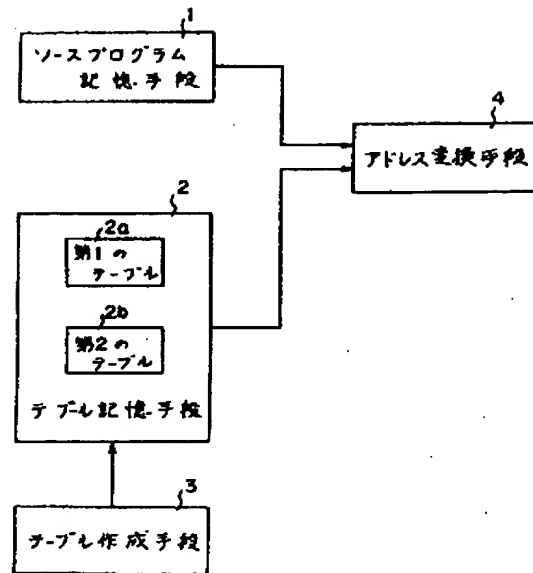 1
ソースプログラム
記憶手段
4
アドレス変換手段
2
2a
第1の
テーブル
2b
第2の
テーブル
テブール記憶手段
3
テーブル作成手段